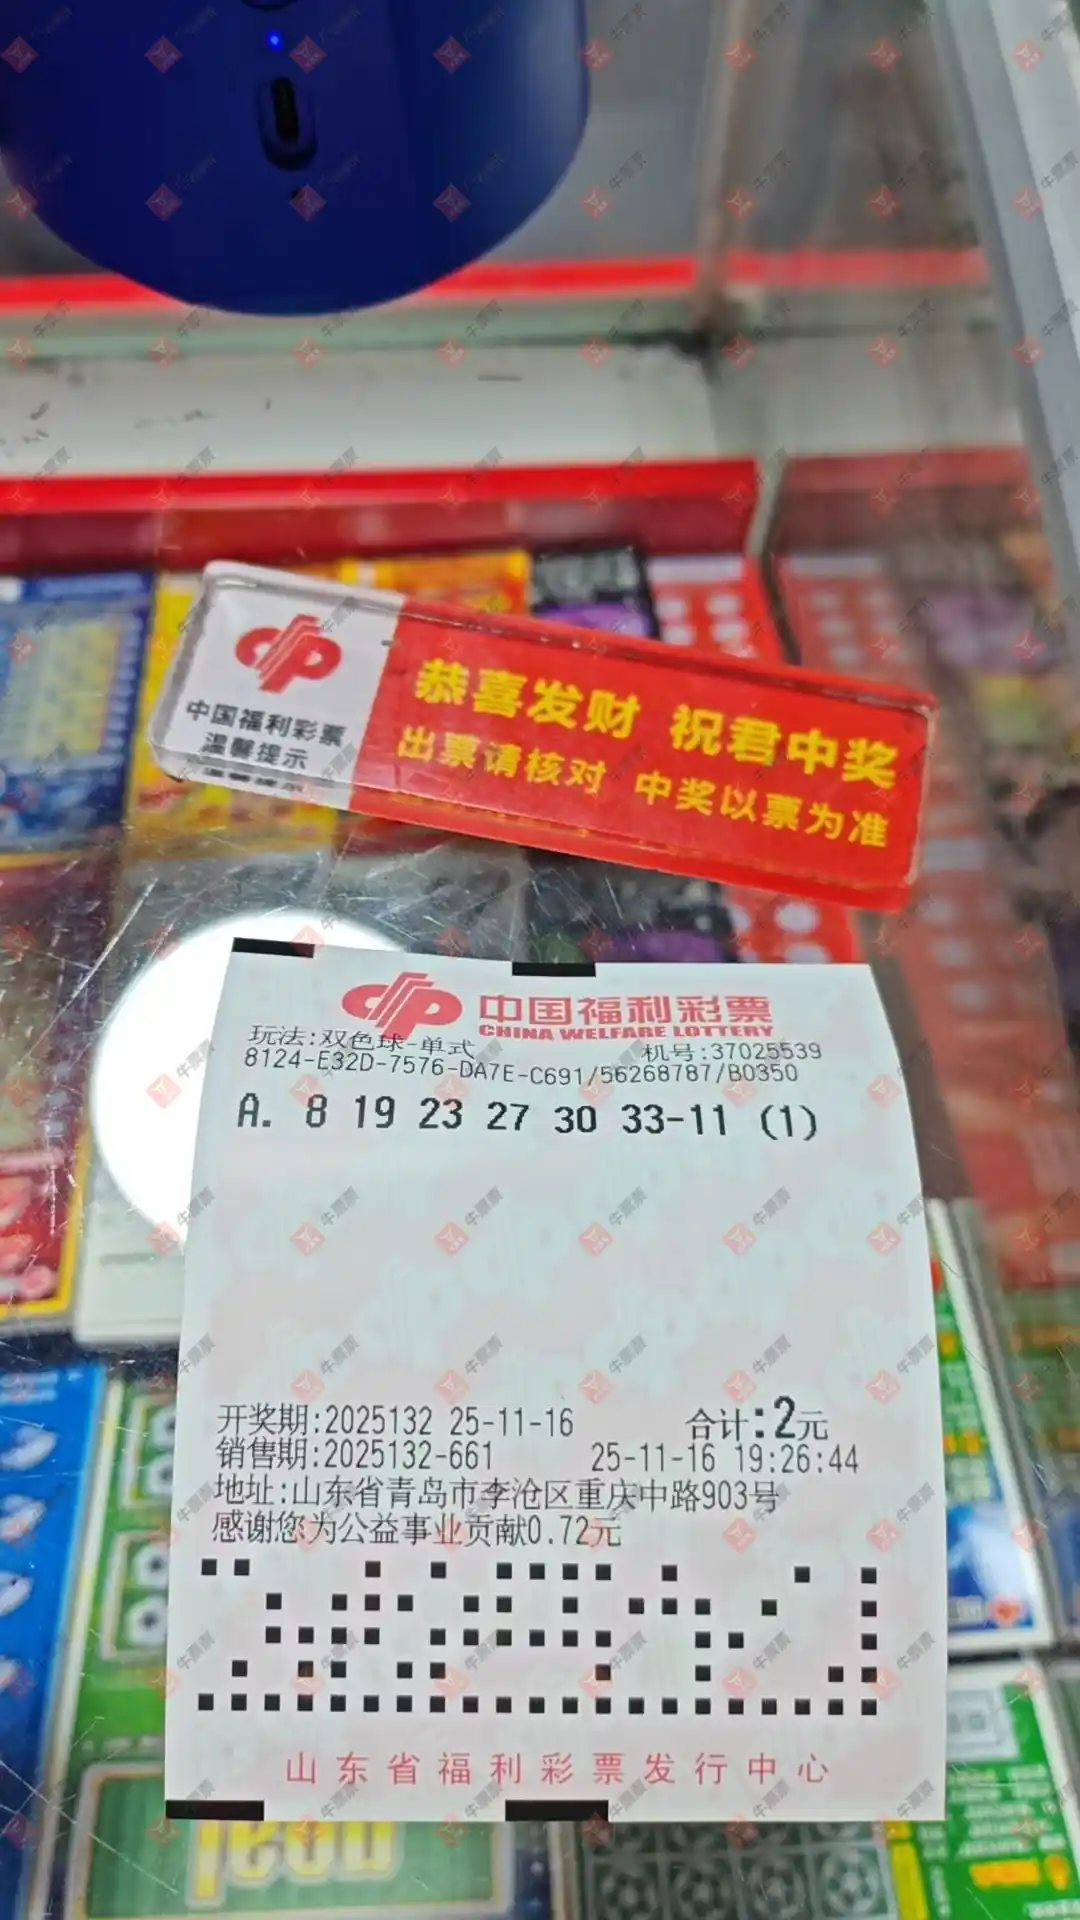 中国福利彩票
温馨提示
恭喜发财 祝君中奖
出票请核对 中奖以票为准
中国福利彩票
CHINA WELFARE LOTTERY
玩法:双色球-单式 机号:37025539
8124-E32D-7576-DA7E-C691/56268787/B0350
A. 8 19 23 27 30 33-11 (1)
开奖期:2025132 25-11-16 合计:2元
销售期:2025132-661 25-11-16 19:26:44
地址:山东省青岛市李沧区重庆中路903号
感谢您为公益事业贡献0.72元
山东省福利彩票发行中心
goal
牛票票